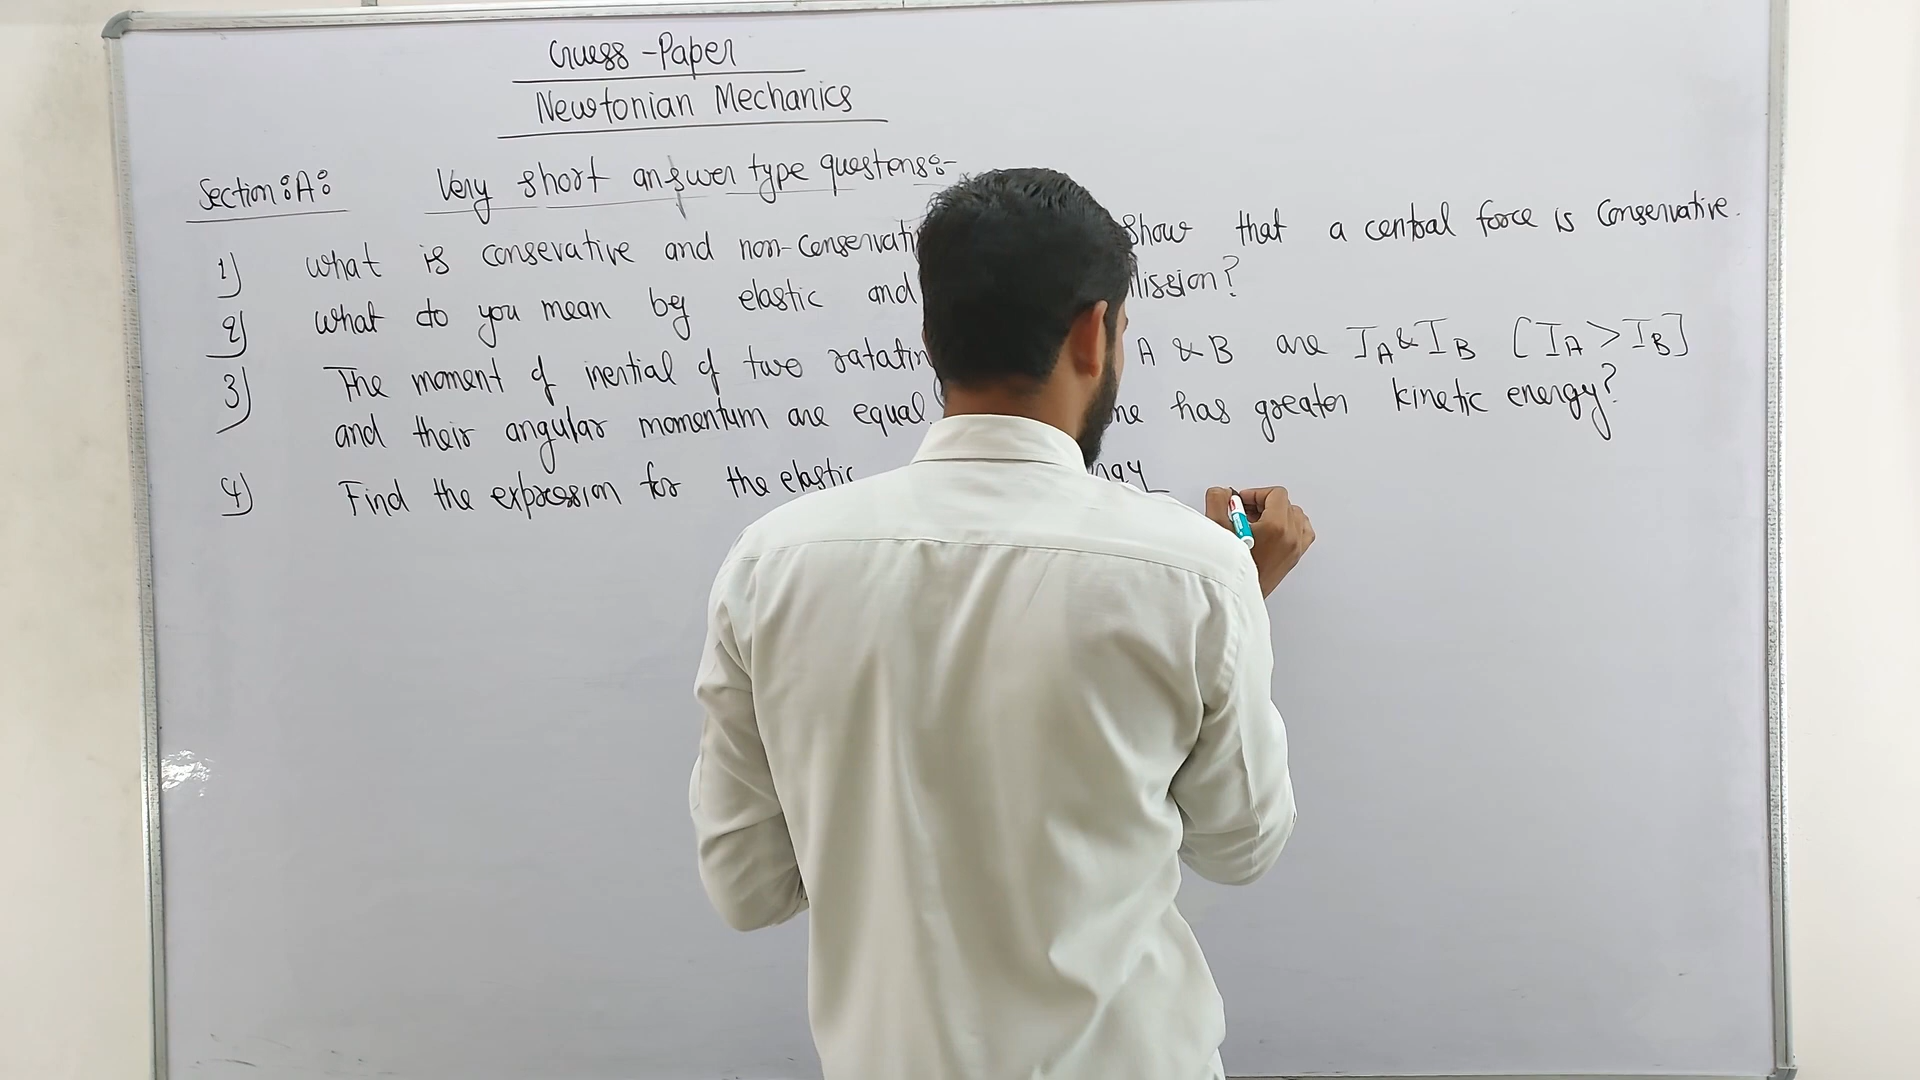 Guess-Paper
Newtonian Mechanics
Section:A: Very short answer type questens:-
1) what is consevative and non-conservati show that a central force is conservative.
2) what do you mean by elastic and llission?
3) The moment of inertial of two ratatin A & B are IA & IB [IA > IB]
and their angular momentum are equal. ne has greater kinetic energy?
4) Find the expression for the elastic